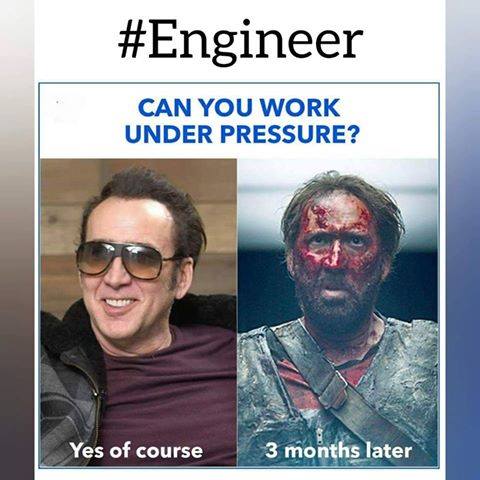 #Engineer
CAN YOU WORK
UNDER PRESSURE?
Yes of course
3 months later